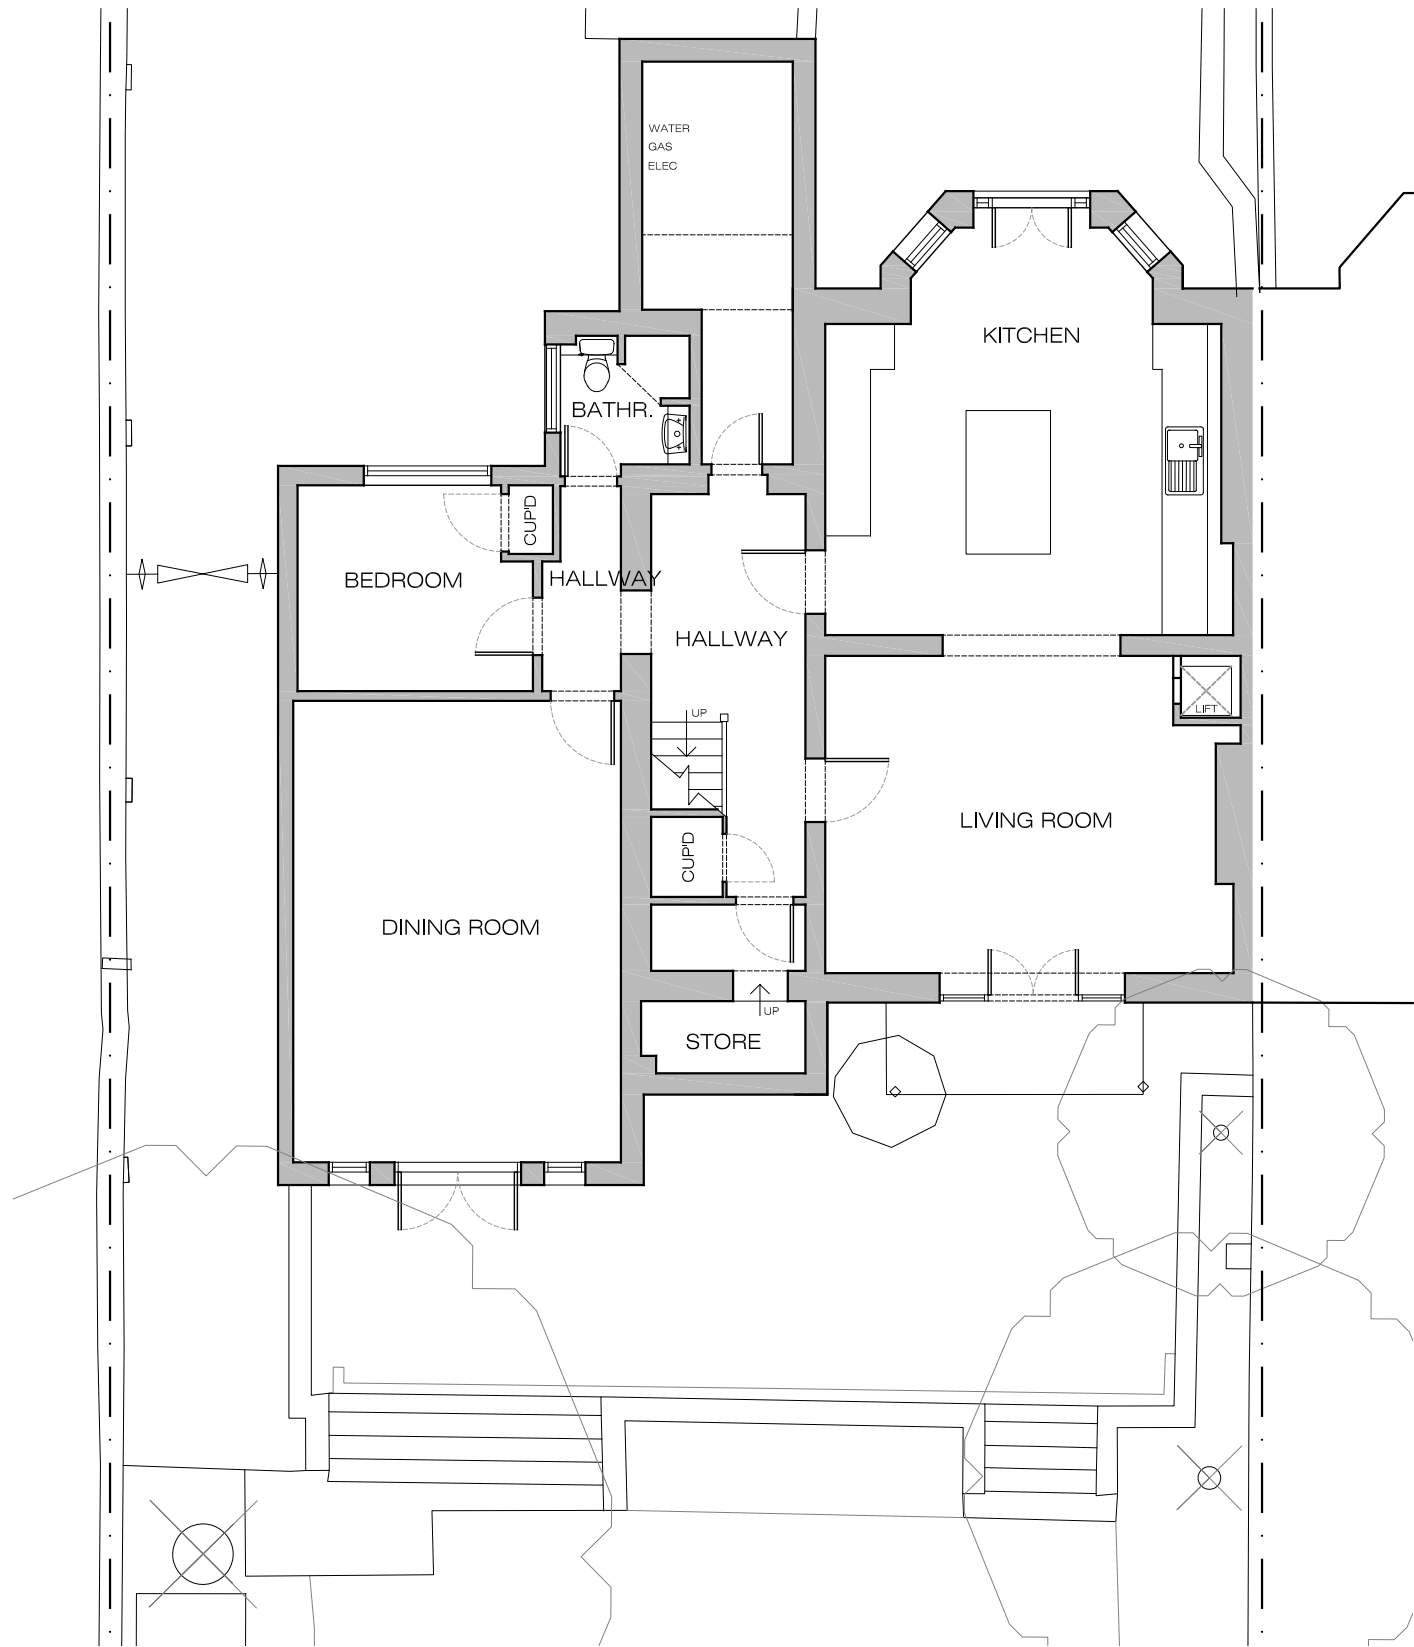 WATER
GAS
ELEC
KITCHEN
BATHR.
CUP'D
BEDROOM
HALLWAY
HALLWAY
UP
LIFT
LIVING ROOM
CUP'D
DINING ROOM
UP
STORE